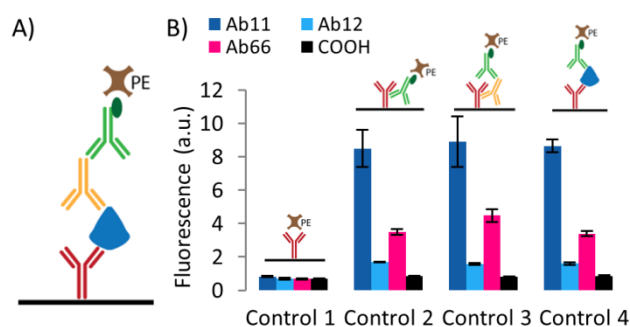 A)
PE
B)
Ab11 Ab12
Ab66 COOH
PE
PE
PE
PE
Fluorescence (a.u.)
12
10
8
6
4
2
0
Control 1 Control 2 Control 3 Control 4